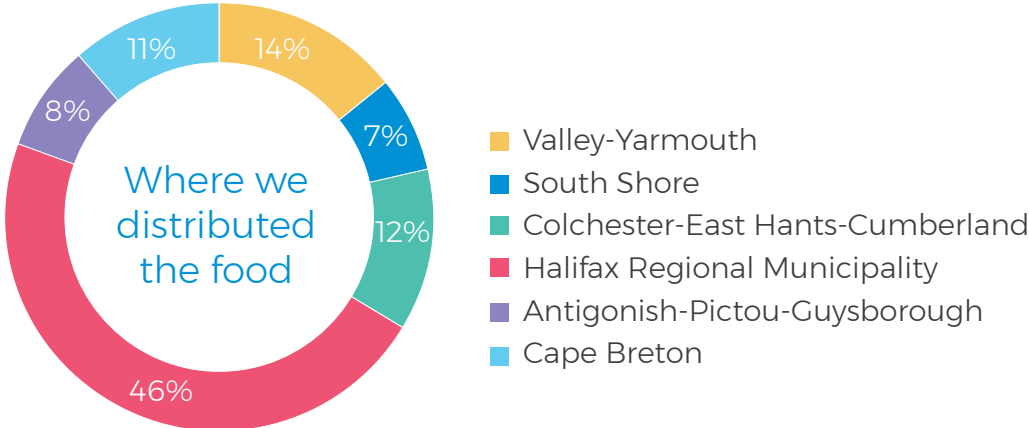 11%
14%
8%
7%
Where we
distributed
the food
12%
46%
Valley-Yarmouth
South Shore
Colchester-East Hants-Cumberland
Halifax Regional Municipality
Antigonish-Pictou-Guysborough
Cape Breton